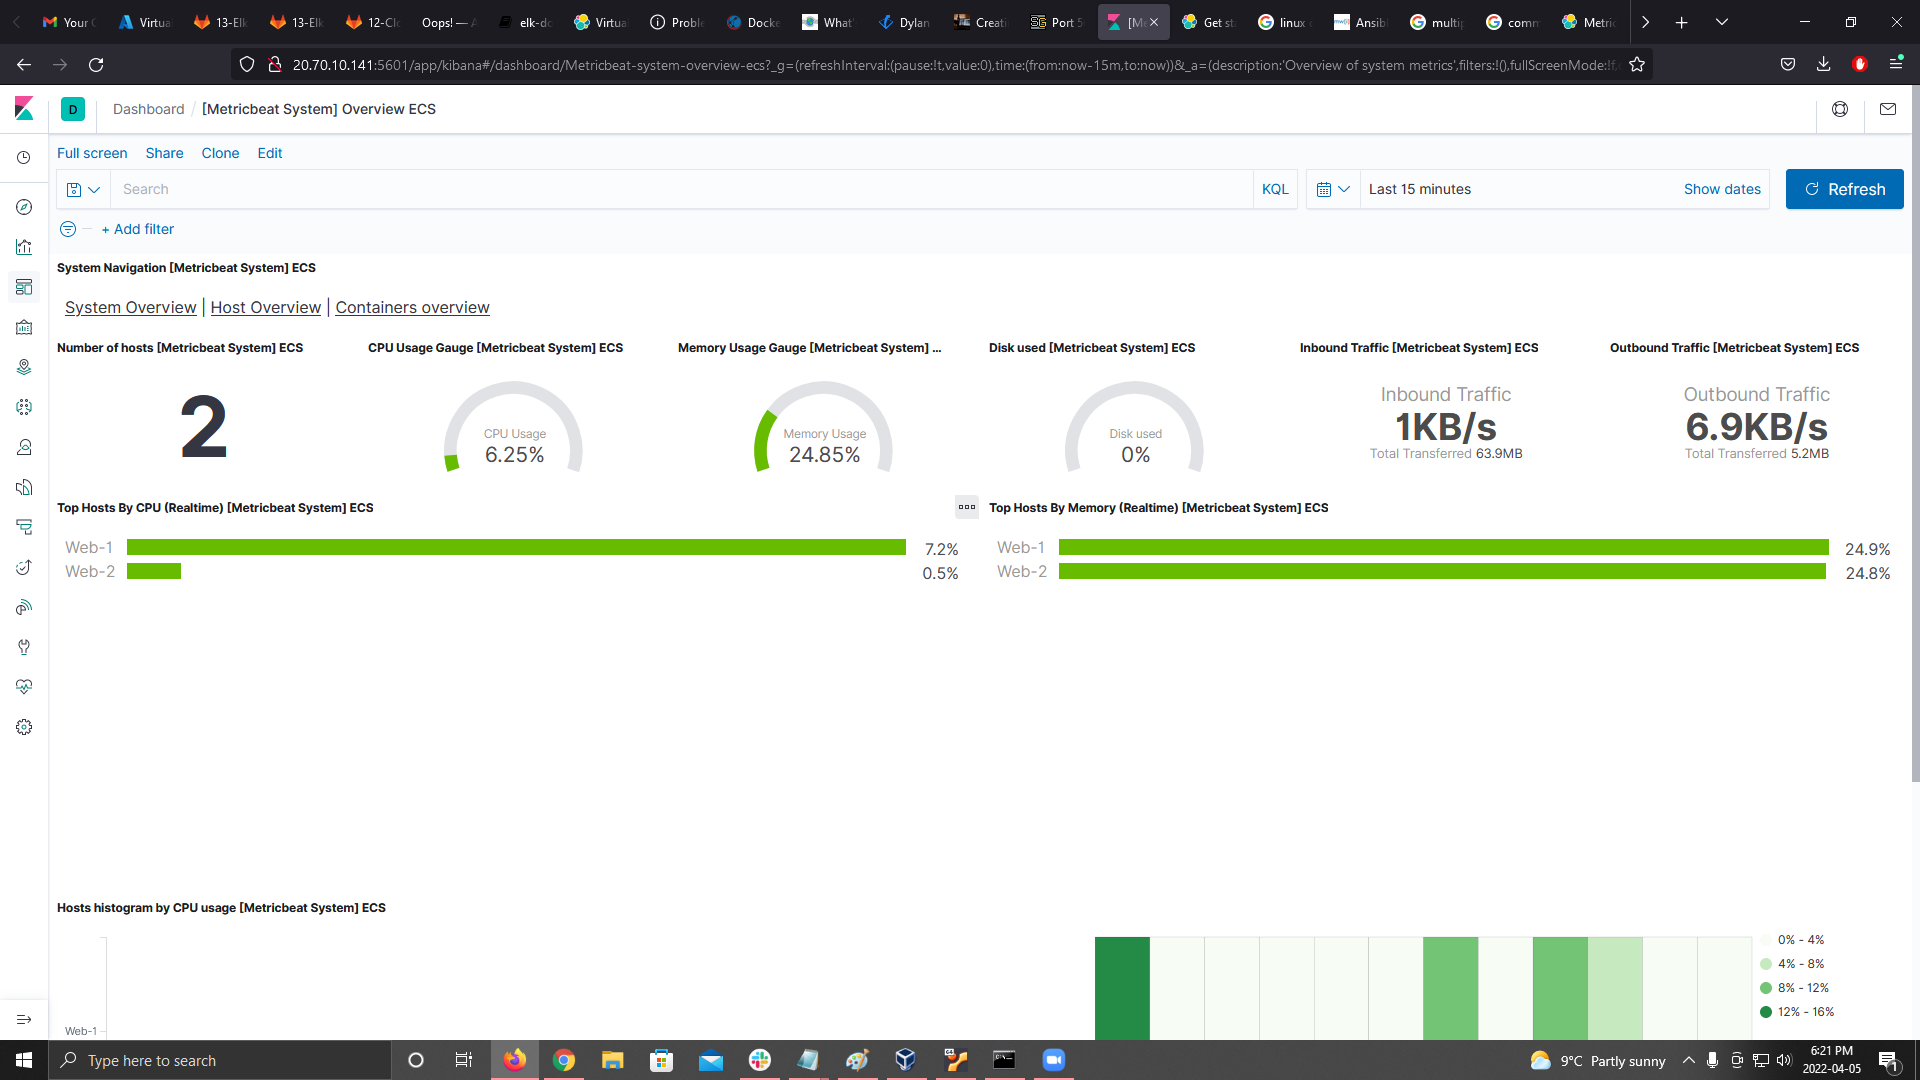 Your
Virtua
13-Elk
13-Elk
12-Clo
Oops! —
elk-do
Virtua
Proble
Docke
What'
Dylan
Creati
Port 5
[M
Get sta
linux
Ansibl
multip
comm
Metric
20.70.10.141:5601/app/kibana#/dashboard/Metricbeat-system-overview-ecs?_g=(refreshInterval:(pause:!t,value:0),time:(from:now-15m,to:now))&_a=(description:'Overview of system metrics',filters:!(),fullScreenMode:!f,
D
Dashboard / [Metricbeat System] Overview ECS
Full screen Share Clone Edit
Search
KQL
Last 15 minutes
Show dates
Refresh
+ Add filter
System Navigation [Metricbeat System] ECS
System Overview | Host Overview | Containers overview
Number of hosts [Metricbeat System] ECS
2
CPU Usage Gauge [Metricbeat System] ECS
CPU Usage
6.25%
Memory Usage Gauge [Metricbeat System] ...
Memory Usage
24.85%
Disk used [Metricbeat System] ECS
Disk used
0%
Inbound Traffic [Metricbeat System] ECS
Inbound Traffic
1KB/s
Total Transferred 63.9MB
Outbound Traffic [Metricbeat System] ECS
Outbound Traffic
6.9KB/s
Total Transferred 5.2MB
Top Hosts By CPU (Realtime) [Metricbeat System] ECS
Web-1 7.2%
Web-2 0.5%
Top Hosts By Memory (Realtime) [Metricbeat System] ECS
Web-1 24.9%
Web-2 24.8%
Hosts histogram by CPU usage [Metricbeat System] ECS
Web-1
0% - 4%
4% - 8%
8% - 12%
12% - 16%
Type here to search
9°C Partly sunny
6:21 PM
2022-04-05
1